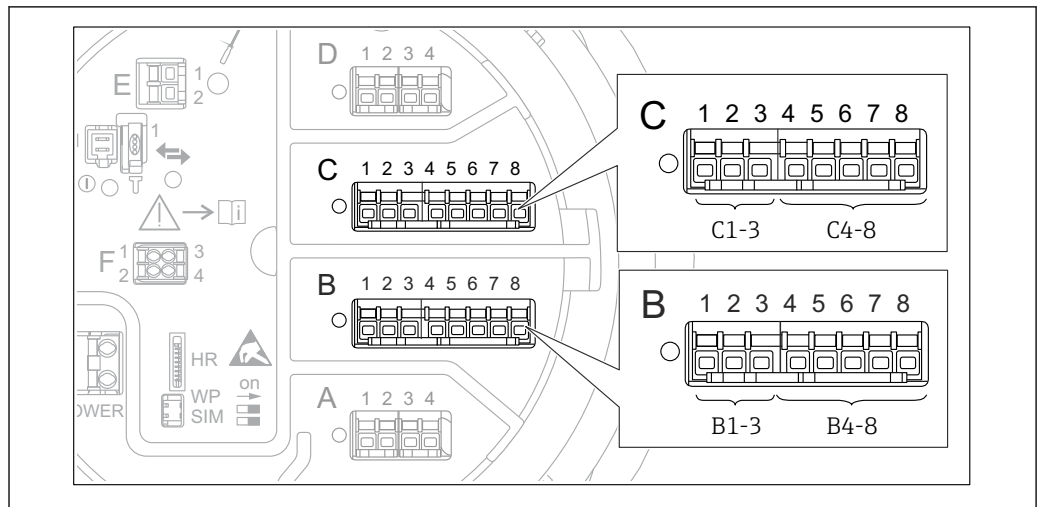 D 1 2 3 4
E 1
2
1
C 1 2 3 4 5 6 7 8
i
F 1 3
2 4
B 1 2 3 4 5 6 7 8
HR
WP on
SIM
OWER
A 1 2 3 4
C 1 2 3 4 5 6 7 8
C1-3 C4-8
B 1 2 3 4 5 6 7 8
B1-3 B4-8